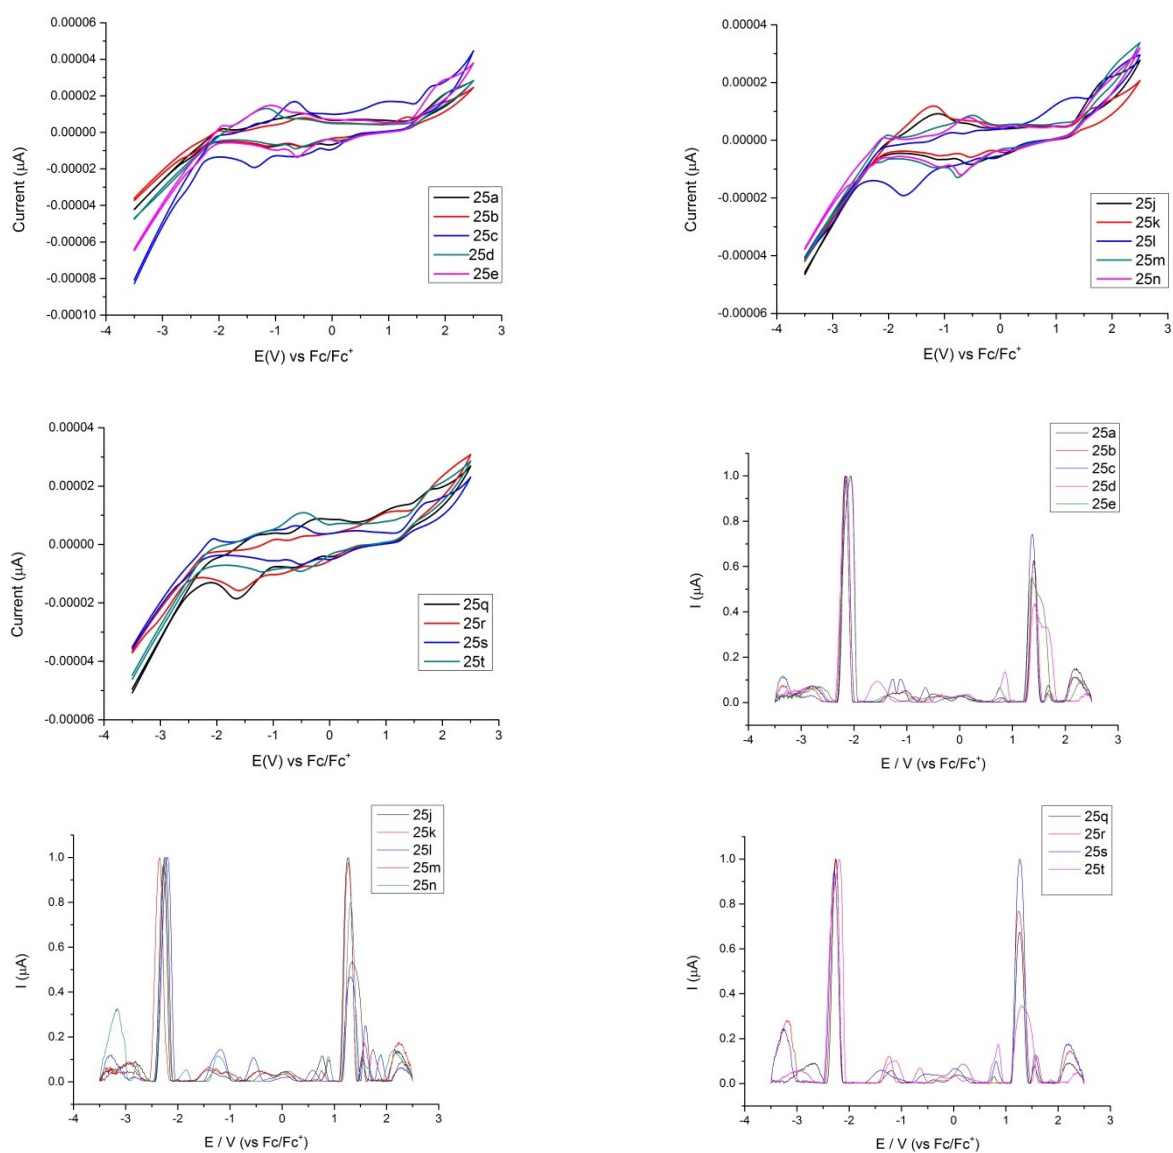 0.00006
0.00004
0.00002
0.00000
-0.00002
-0.00004
-0.00006
-0.00008
-0.00010
Current (µA)
25a
25b
25c
25d
25e
-4 -3 -2 -1 0 1 2 3
E(V) vs Fc/Fc⁺
0.00004
0.00002
0.00000
-0.00002
-0.00004
-0.00006
Current (µA)
25j
25k
25l
25m
25n
-4 -3 -2 -1 0 1 2 3
E(V) vs Fc/Fc⁺
0.00004
0.00002
0.00000
-0.00002
-0.00004
-0.00006
Current (µA)
25q
25r
25s
25t
-4 -3 -2 -1 0 1 2 3
E(V) vs Fc/Fc⁺
25a
25b
25c
25d
25e
1.0
0.8
0.6
0.4
0.2
0.0
I (µA)
-4 -3 -2 -1 0 1 2 3
E / V (vs Fc/Fc⁺)
25j
25k
25l
25m
25n
1.0
0.8
0.6
0.4
0.2
0.0
I (µA)
-4 -3 -2 -1 0 1 2 3
E / V (vs Fc/Fc⁺)
25q
25r
25s
25t
1.0
0.8
0.6
0.4
0.2
0.0
I (µA)
-4 -3 -2 -1 0 1 2 3
E / V (vs Fc/Fc⁺)